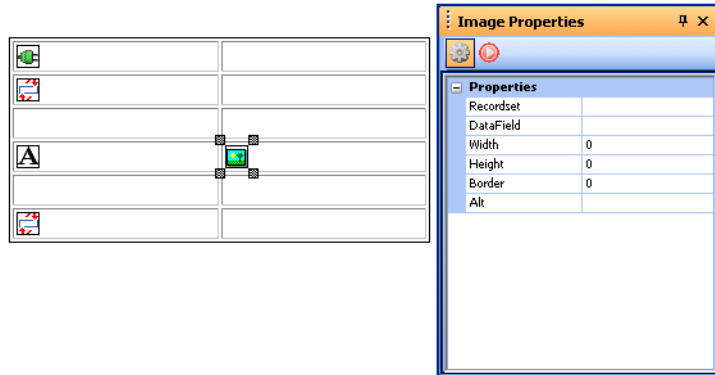 Image Properties
Properties
Recordset
DataField
Width 0
Height 0
Border 0
Alt
A